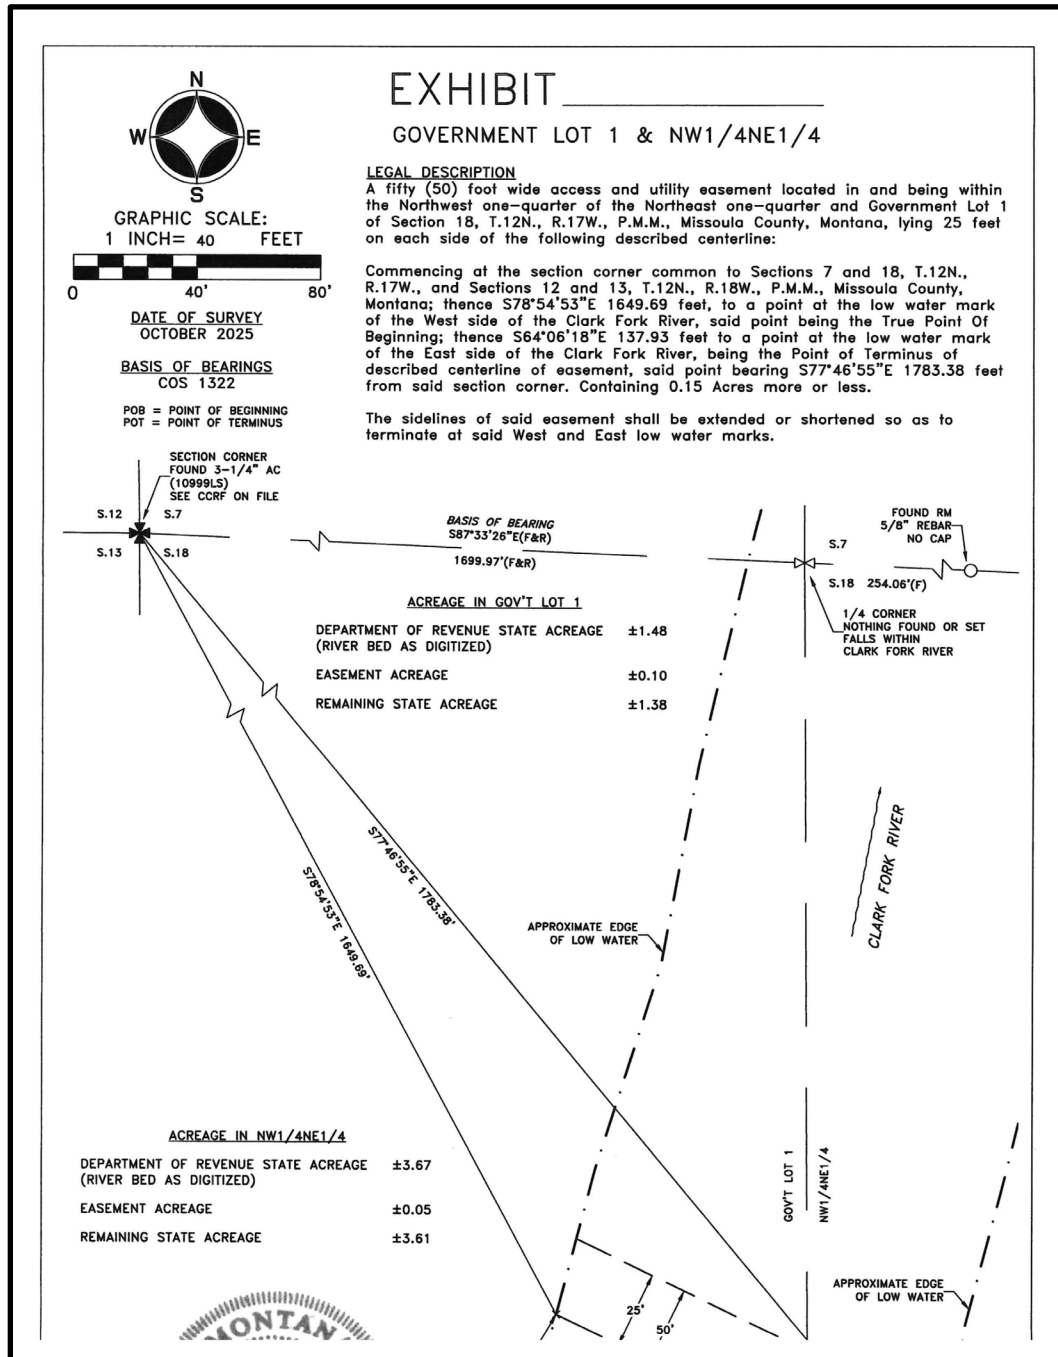 N
W E
S
GRAPHIC SCALE:
1 INCH= 40 FEET
0 40' 80'
DATE OF SURVEY
OCTOBER 2025
BASIS OF BEARINGS
COS 1322
POB = POINT OF BEGINNING
POT = POINT OF TERMINUS
EXHIBIT
GOVERNMENT LOT 1 & NW1/4NE1/4
LEGAL DESCRIPTION
A fifty (50) foot wide access and utility easement located in and being within
the Northwest one-quarter of the Northeast one-quarter and Government Lot 1
of Section 18, T.12N., R.17W., P.M.M., Missoula County, Montana, lying 25 feet
on each side of the following described centerline:
Commencing at the section corner common to Sections 7 and 18, T.12N.,
R.17W., and Sections 12 and 13, T.12N., R.18W., P.M.M., Missoula County,
Montana; thence S78°54'53"E 1649.69 feet, to a point at the low water mark
of the West side of the Clark Fork River, said point being the True Point Of
Beginning; thence S64°06'18"E 137.93 feet to a point at the low water mark
of the East side of the Clark Fork River, being the Point of Terminus of
described centerline of easement, said point bearing S77°46'55"E 1783.38 feet
from said section corner. Containing 0.15 Acres more or less.
The sidelines of said easement shall be extended or shortened so as to
terminate at said West and East low water marks.
SECTION CORNER
FOUND 3-1/4" AC
(10999LS)
SEE CCRF ON FILE
S.12 S.7
S.13 S.18
BASIS OF BEARING
S87°33'26"E(F&R)
1699.97'(F&R)
FOUND RM
5/8" REBAR
NO CAP
S.7
S.18 254.06'(F)
1/4 CORNER
NOTHING FOUND OR SET
FALLS WITHIN
CLARK FORK RIVER
ACREAGE IN GOV'T LOT 1
DEPARTMENT OF REVENUE STATE ACREAGE ±1.48
(RIVER BED AS DIGITIZED)
EASEMENT ACREAGE ±0.10
REMAINING STATE ACREAGE ±1.38
S77°46'55"E 1783.38'
S78°54'53"E 1649.69'
CLARK FORK RIVER
APPROXIMATE EDGE
OF LOW WATER
ACREAGE IN NW1/4NE1/4
DEPARTMENT OF REVENUE STATE ACREAGE ±3.67
(RIVER BED AS DIGITIZED)
EASEMENT ACREAGE ±0.05
REMAINING STATE ACREAGE ±3.61
GOV'T LOT 1
NW1/4NE1/4
APPROXIMATE EDGE
OF LOW WATER
25'
50'
MONTANA